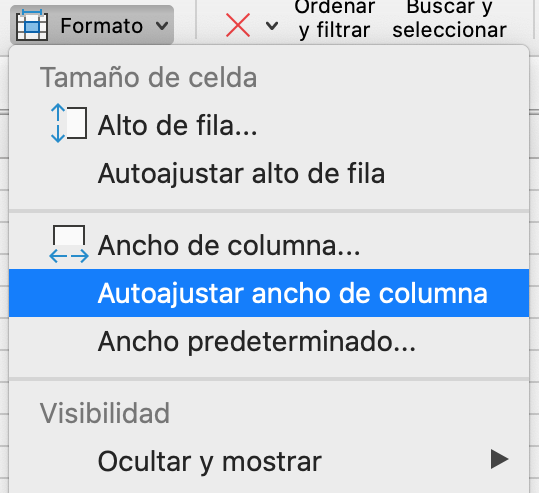 Formato
Ordenar
y filtrar
Buscar y
seleccionar
Tamaño de celda
Alto de fila...
Autoajustar alto de fila
Ancho de columna...
Autoajustar ancho de columna
Ancho predeterminado...
Visibilidad
Ocultar y mostrar